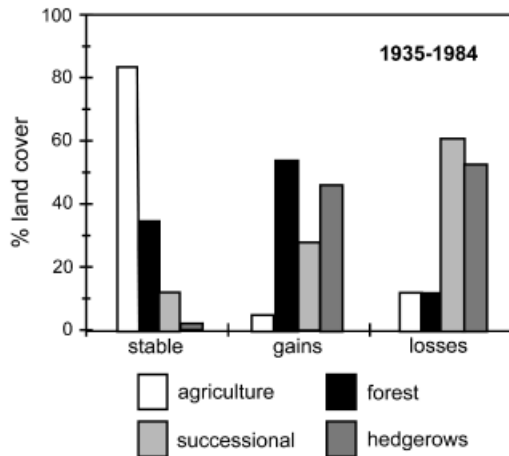 100
1935-1984
80
60
% land cover
40
20
0
stable gains losses
agriculture forest
successional hedgerows